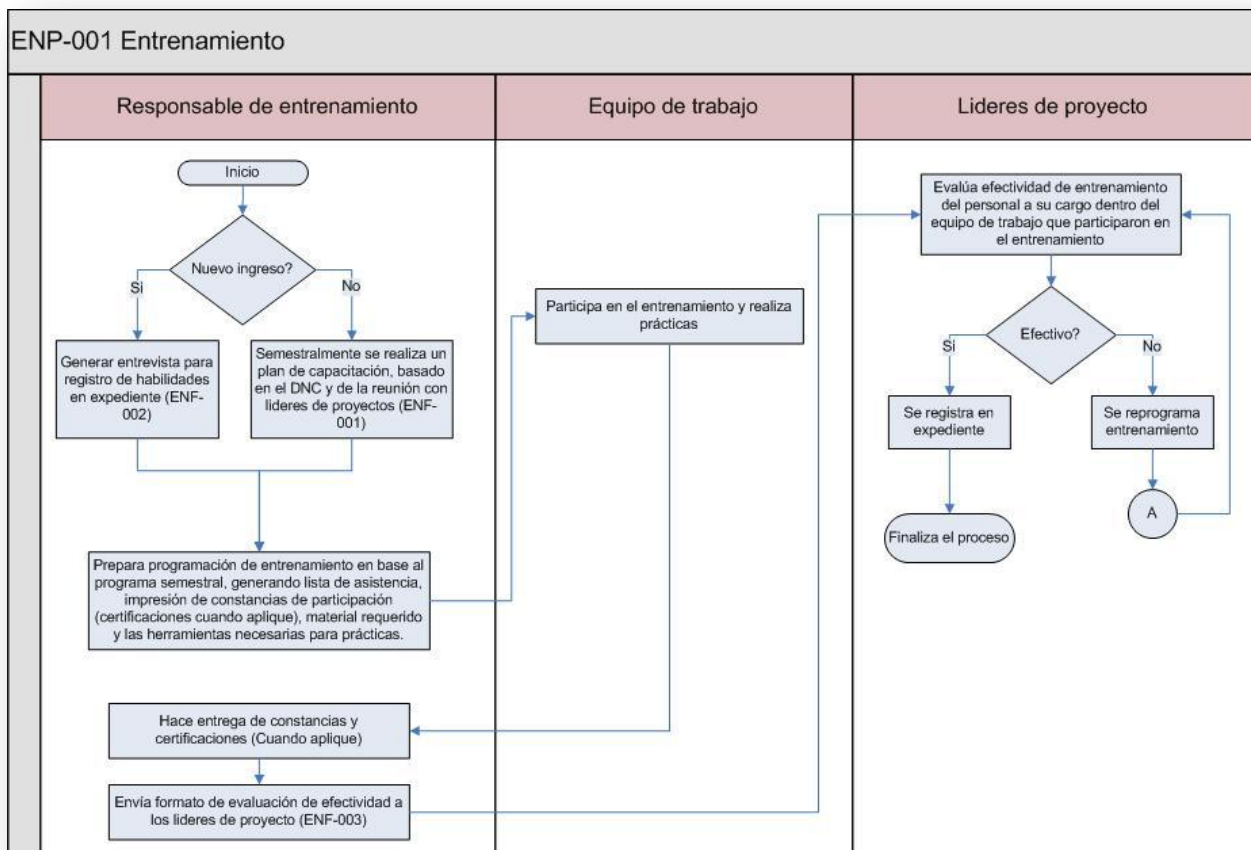 ENP-001 Entrenamiento
Responsable de entrenamiento
Equipo de trabajo
Lideres de proyecto
Inicio
Nuevo ingreso?
Si
No
Generar entrevista para
registro de habilidades
en expediente (ENF-
002)
Semestralmente se realiza un
plan de capacitación, basado
en el DNC y de la reunión con
lideres de proyectos (ENF-
001)
Prepara programación de entrenamiento en base al
programa semestral, generando lista de asistencia,
impresión de constancias de participación
(certificaciones cuando aplique), material requerido
y las herramientas necesarias para prácticas.
Participa en el entrenamiento y realiza
prácticas
Hace entrega de constancias y
certificaciones (Cuando aplique)
Envía formato de evaluación de efectividad a
los lideres de proyecto (ENF-003)
Evalúa efectividad de entrenamiento
del personal a su cargo dentro del
equipo de trabajo que participaron en
el entrenamiento
Efectivo?
Si
No
Se registra en
expediente
Se reprograma
entrenamiento
Finaliza el proceso
A